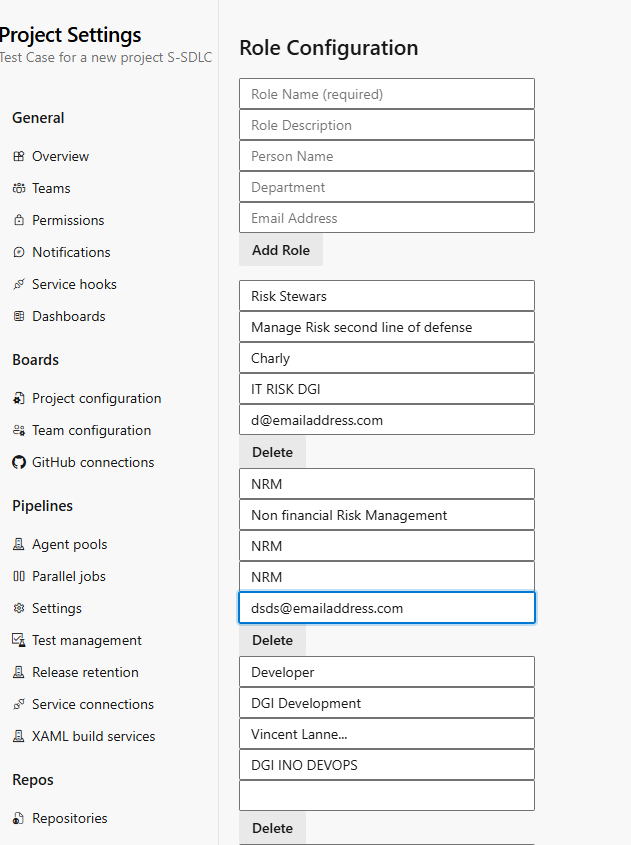 Project Settings
Test Case for a new project S-SDLC
General
Overview
Teams
Permissions
Notifications
Service hooks
Dashboards
Boards
Project configuration
Team configuration
GitHub connections
Pipelines
Agent pools
Parallel jobs
Settings
Test management
Release retention
Service connections
XAML build services
Repos
Repositories
Role Configuration
Role Name (required)
Role Description
Person Name
Department
Email Address
Add Role
Risk Stewars
Manage Risk second line of defense
Charly
IT RISK DGI
d@emailaddress.com
Delete
NRM
Non financial Risk Management
NRM
NRM
dsds@emailaddress.com
Delete
Developer
DGI Development
Vincent Lanne...
DGI INO DEVOPS
Delete